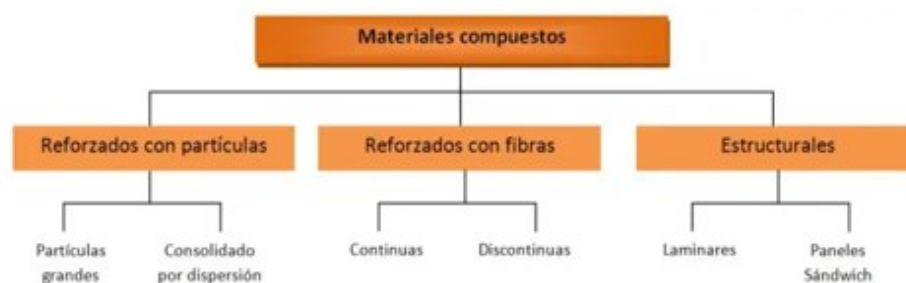 Materiales compuestos
Reforzados con partículas
Reforzados con fibras
Estructurales
Partículas
grandes
Consolidado
por dispersión
Continuas
Discontinuas
Laminares
Paneles
Sándwich